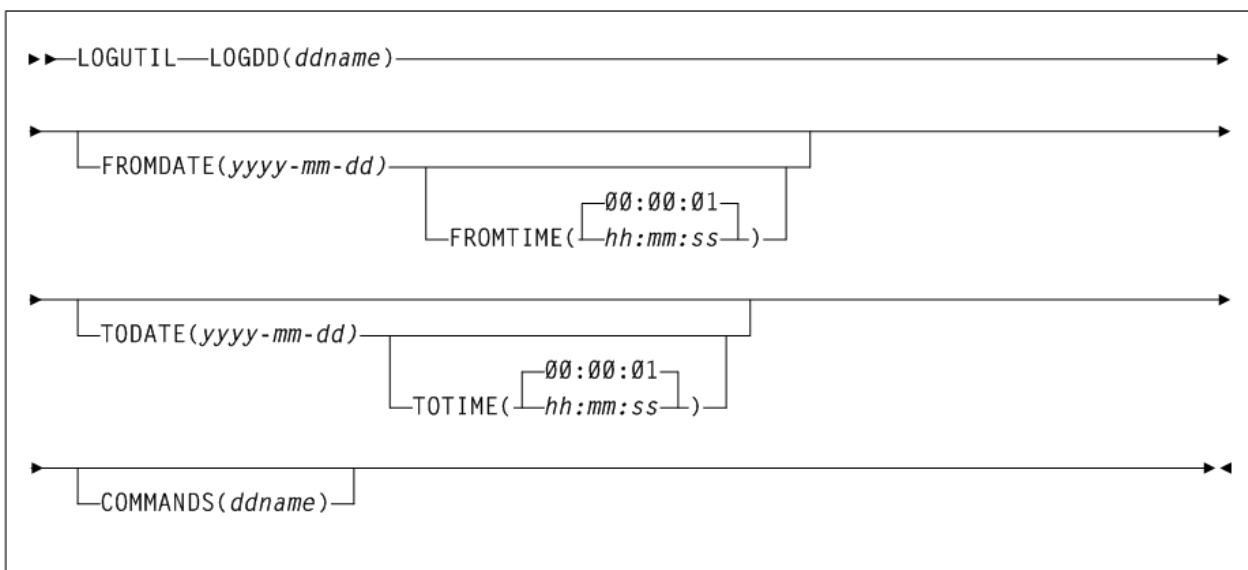 LOGUTIL LOGDD(ddname)
FROMDATE(yyyy-mm-dd)
00:00:01
FROMTIME( hh:mm:ss )
TODATE(yyyy-mm-dd)
00:00:01
TOTIME( hh:mm:ss )
COMMANDS(ddname)